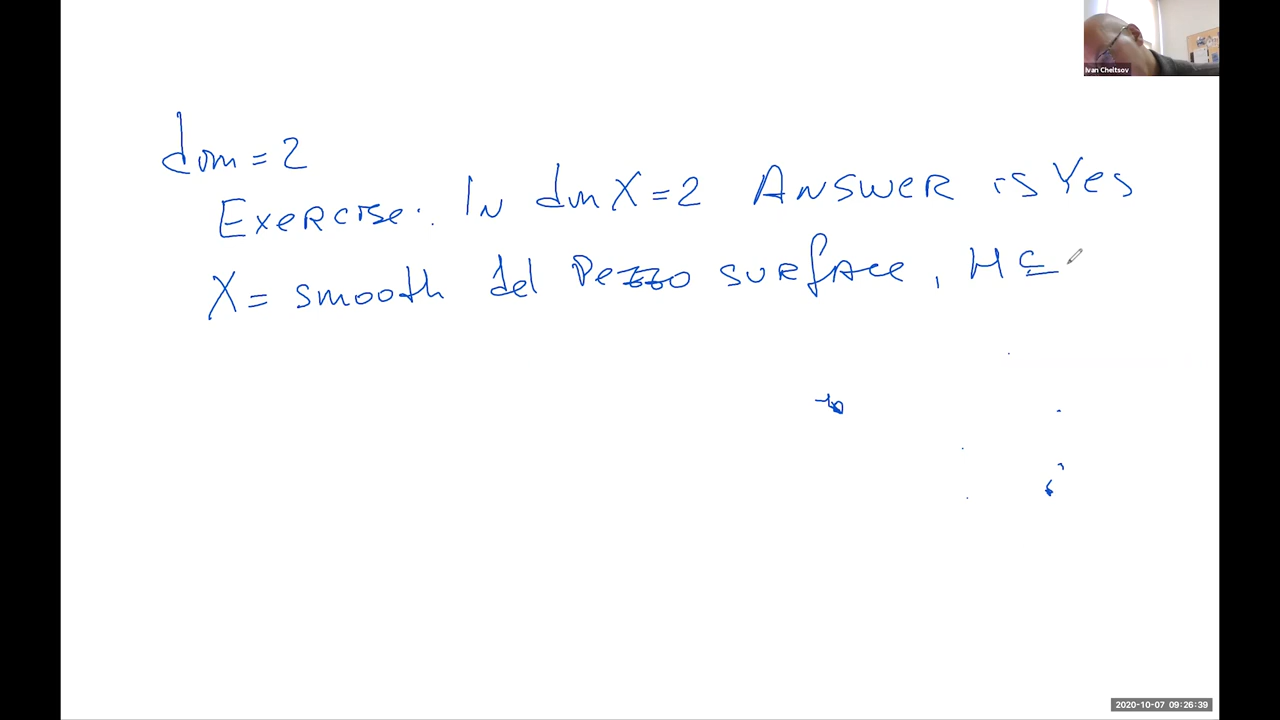 Ivan Cheltsov
dim = 2
Exercise: In dim X = 2 Answer is Yes
X = smooth del Pezzo surface, H ⊆
2020-10-07 09:26:39